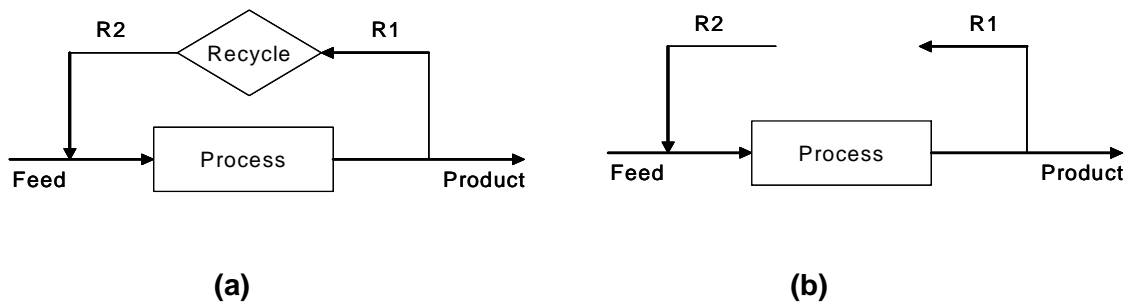 R2
R1
Recycle
Process
Feed
Product
(a)
R2
R1
Process
Feed
Product
(b)